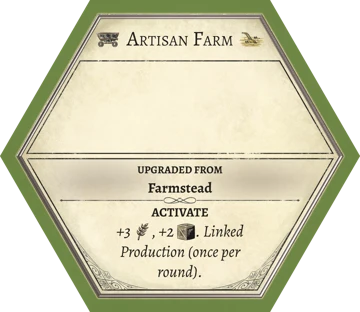 Artisan Farm
UPGRADED FROM
Farmstead
ACTIVATE
+3 , +2 . Linked
Production (once per
round).